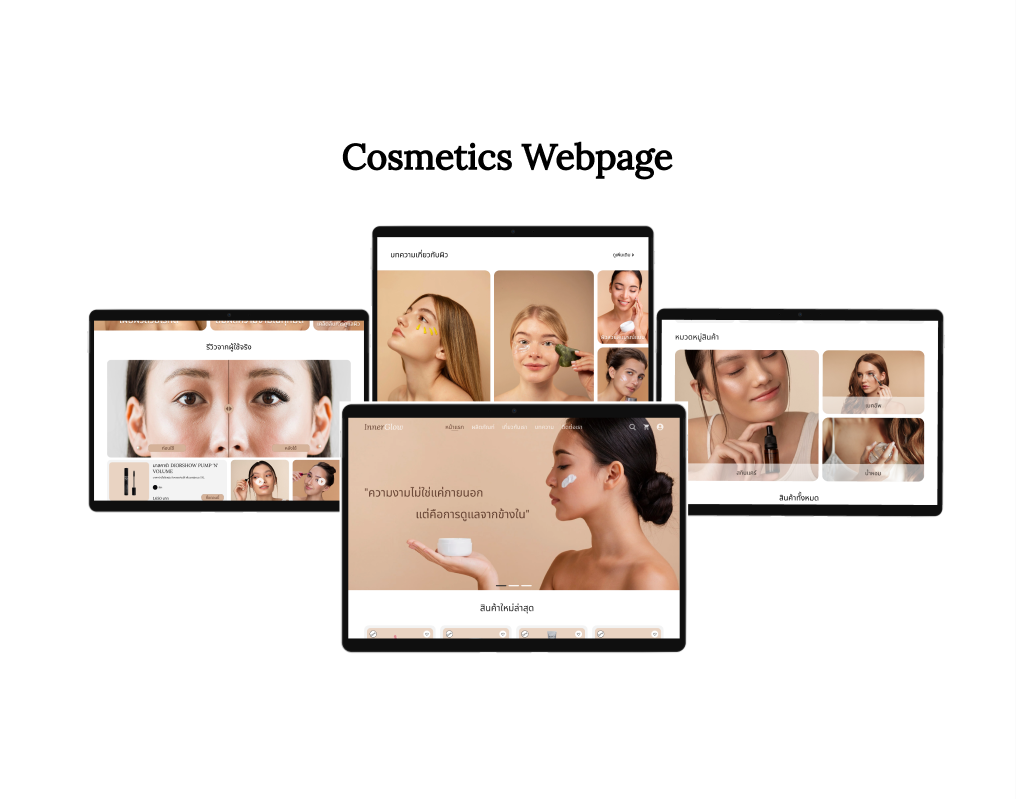 Cosmetics Webpage
บทความเกี่ยวกับผิว
ดูเพิ่มเติม
รีวิวจากผู้ใช้จริง
ก่อนใช้
หลังใช้
มาสคาร่า DIORSHOW PUMP 'N'
VOLUME
หมวดหมู่สินค้า
เมกอัพ
สกินแคร์
น้ำหอม
สินค้าทั้งหมด
InnerGlow
หน้าแรก ผลิตภัณฑ์ เกี่ยวกับเรา บทความ ติดต่อเรา
"ความงามไม่ใช่แค่ภายนอก
แต่คือการดูแลจากข้างใน"
สินค้าใหม่ล่าสุด